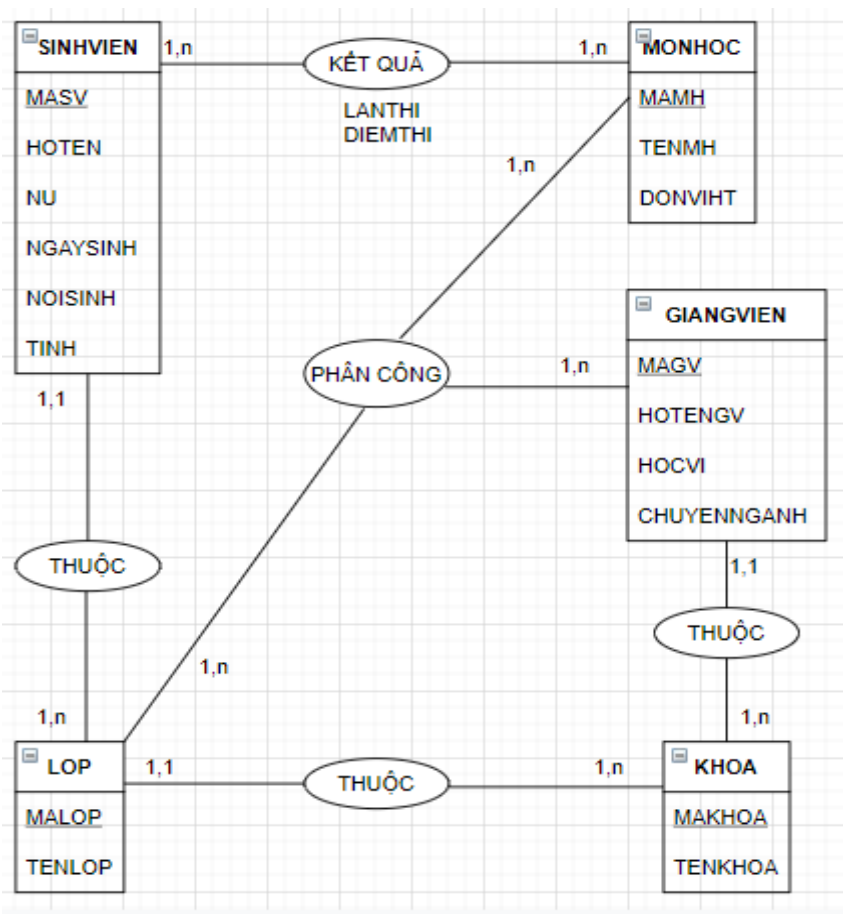 SINHVIEN
MASV
HOTEN
NU
NGAYSINH
NOISINH
TINH
1,n
KẾT QUẢ
LANTHI
DIEMTHI
1,n
MONHOC
MAMH
TENMH
DONVIHT
1,n
PHÂN CÔNG
1,n
GIANGVIEN
MAGV
HOTENGV
HOCVI
CHUYENNGANH
1,1
THUỘC
1,n
1,n
1,1
THUỘC
1,n
LOP
MALOP
TENLOP
1,1
THUỘC
1,n
KHOA
MAKHOA
TENKHOA